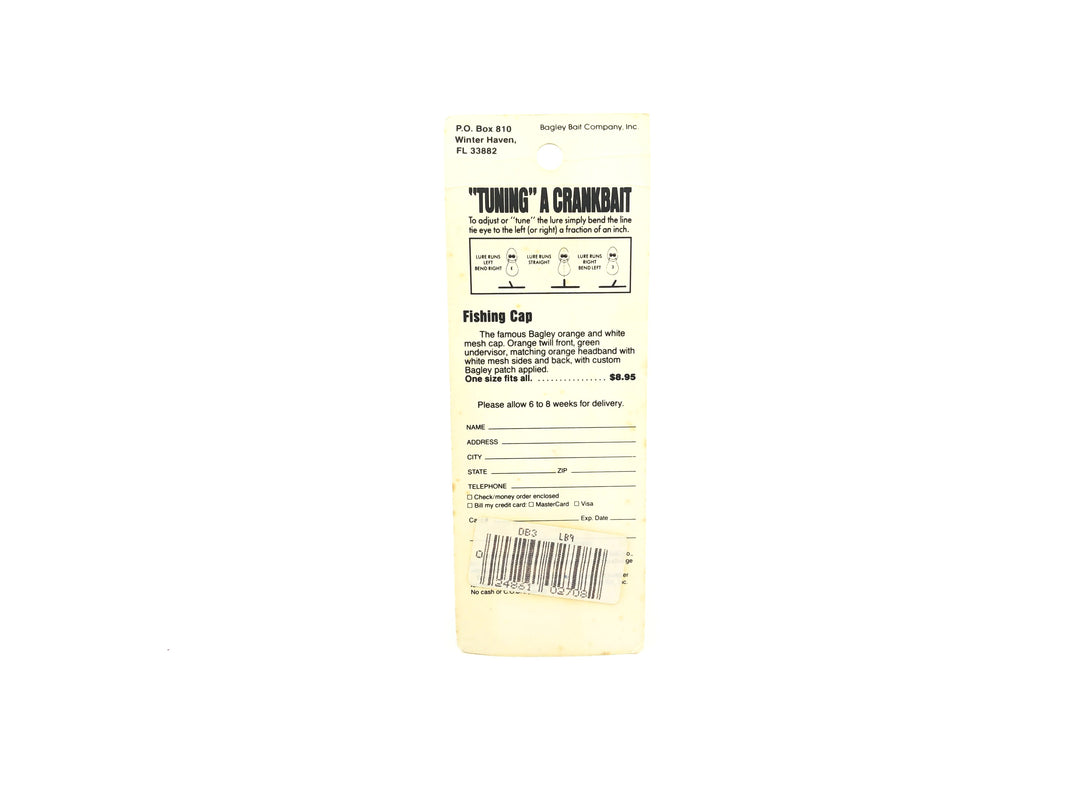 P.O. Box 810
Winter Haven,
FL 33882
Bagley Bait Company, Inc.
"TUNING" A CRANKBAIT
To adjust or "tune" the lure simply bend the line
tie eye to the left (or right) a fraction of an inch.
LURE RUNS
LEFT
BEND RIGHT
LURE RUNS
STRAIGHT
LURE RUNS
RIGHT
BEND LEFT
Fishing Cap
The famous Bagley orange and white
mesh cap. Orange twill front, green
undervisor, matching orange headband with
white mesh sides and back, with custom
Bagley patch applied.
One size fits all. ................ $8.95
Please allow 6 to 8 weeks for delivery.
NAME
ADDRESS
CITY
STATE ZIP
TELEPHONE
☐ Check/money order enclosed
☐ Bill my credit card: ☐ MasterCard ☐ Visa
Exp. Date
DB3 LB9
0 24861 02708
No cash or